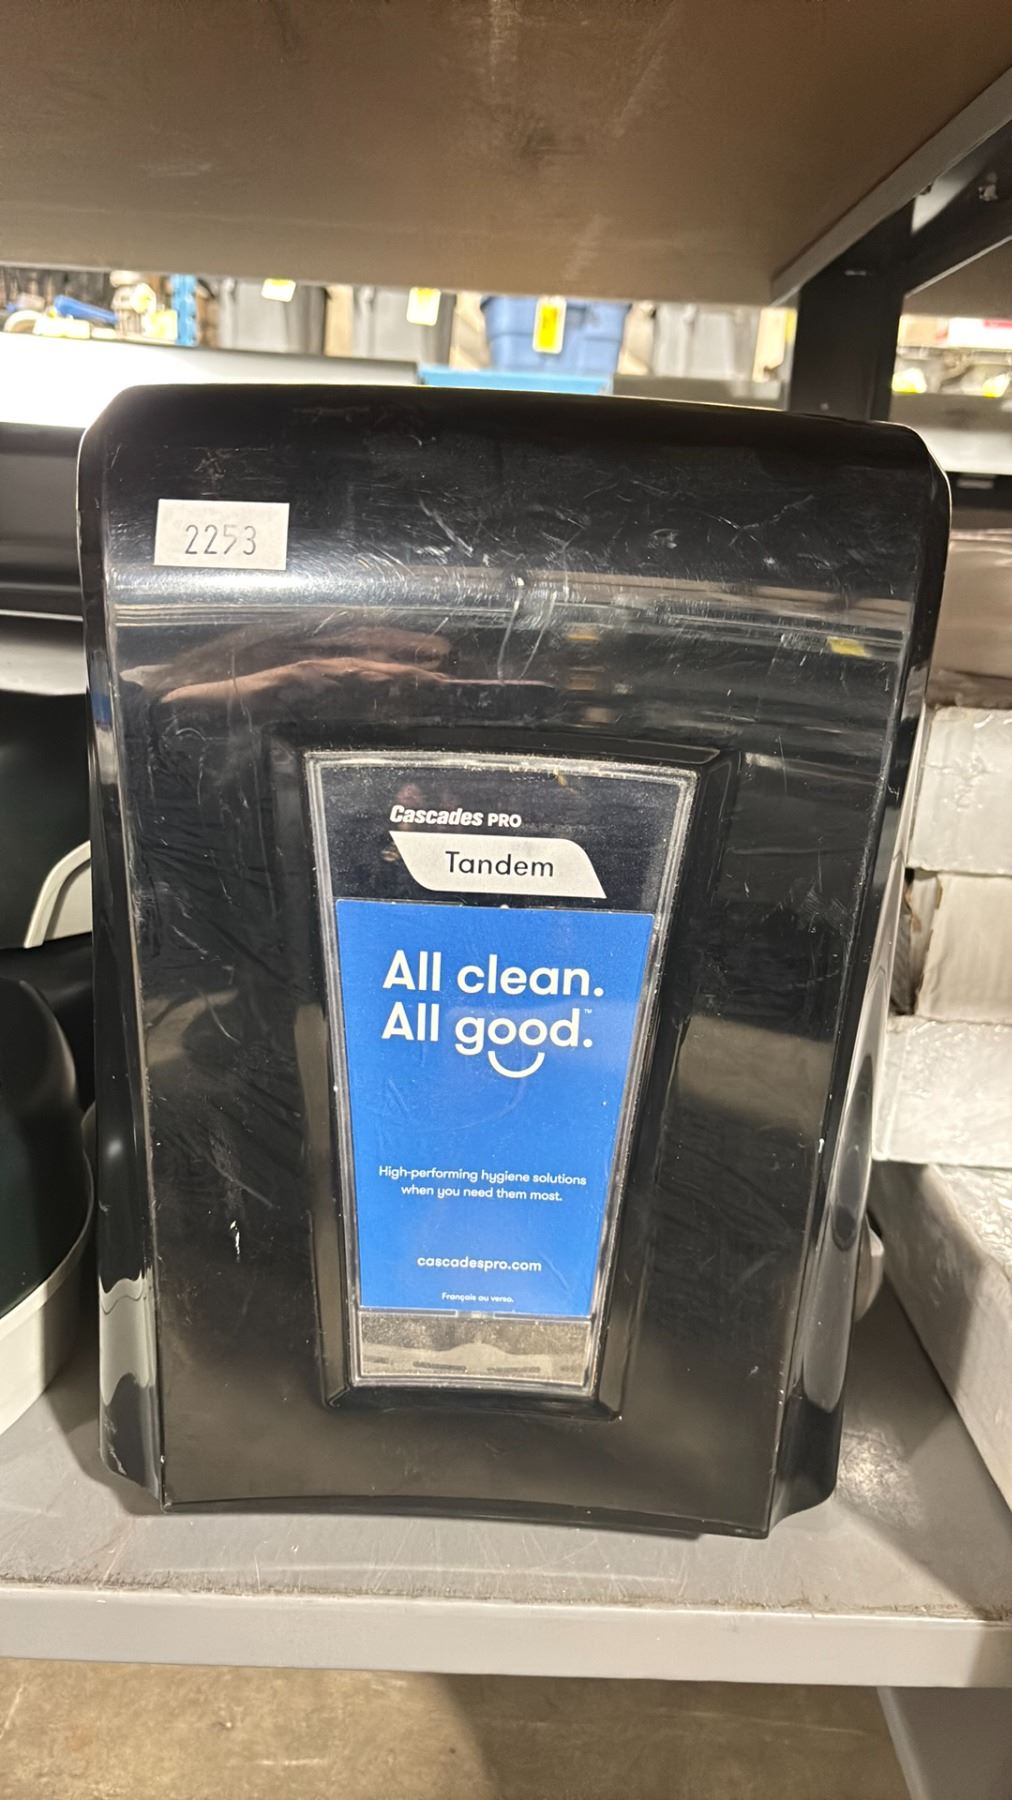 2253
Cascades PRO
Tandem
All clean.
All good.™
High-performing hygiene solutions
when you need them most.
cascadespro.com
Français au verso.